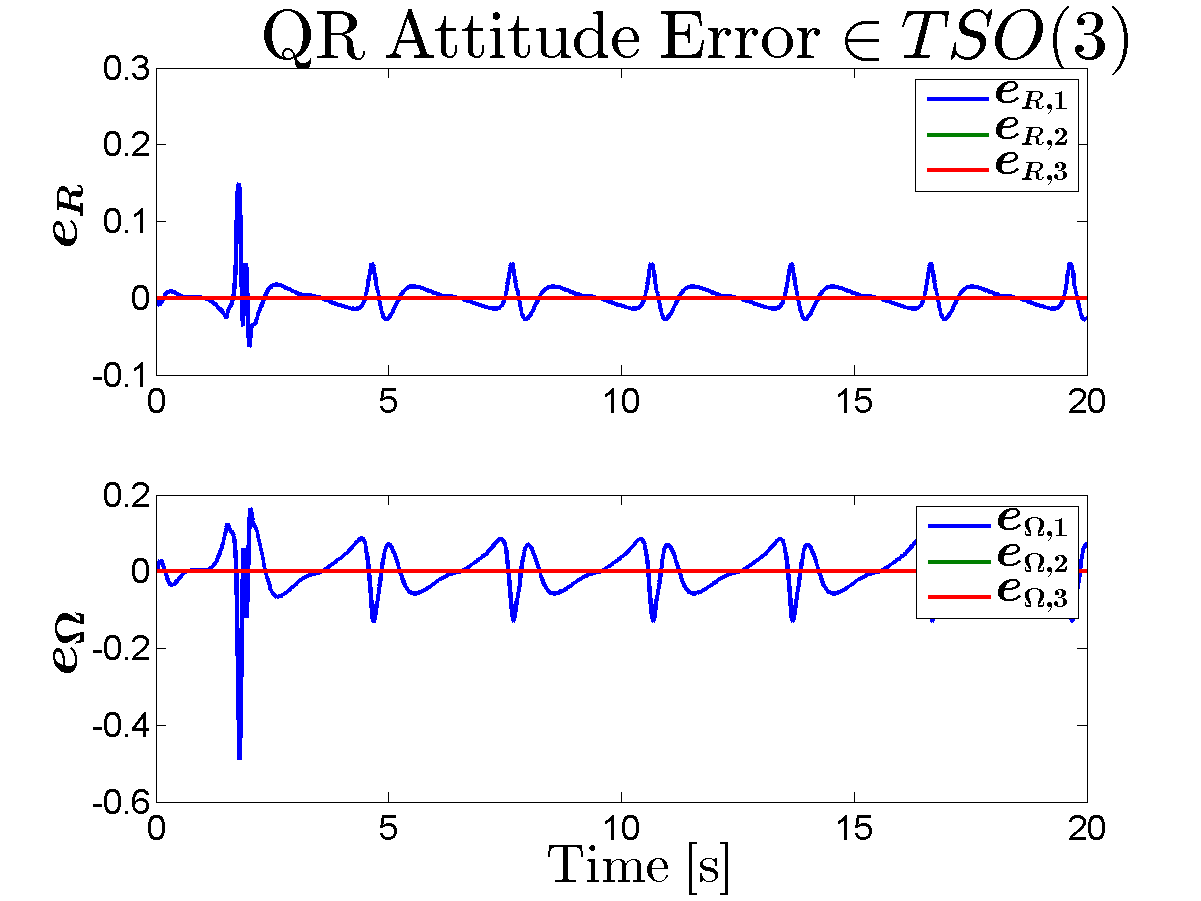 QR Attitude Error ∈ TSO(3)
0.3
0.2
0.1
0
-0.1
e_R
e_{R,1}
e_{R,2}
e_{R,3}
0 5 10 15 20
0.2
0
-0.2
-0.4
-0.6
e_Ω
e_{Ω,1}
e_{Ω,2}
e_{Ω,3}
0 5 10 15 20
Time [s]